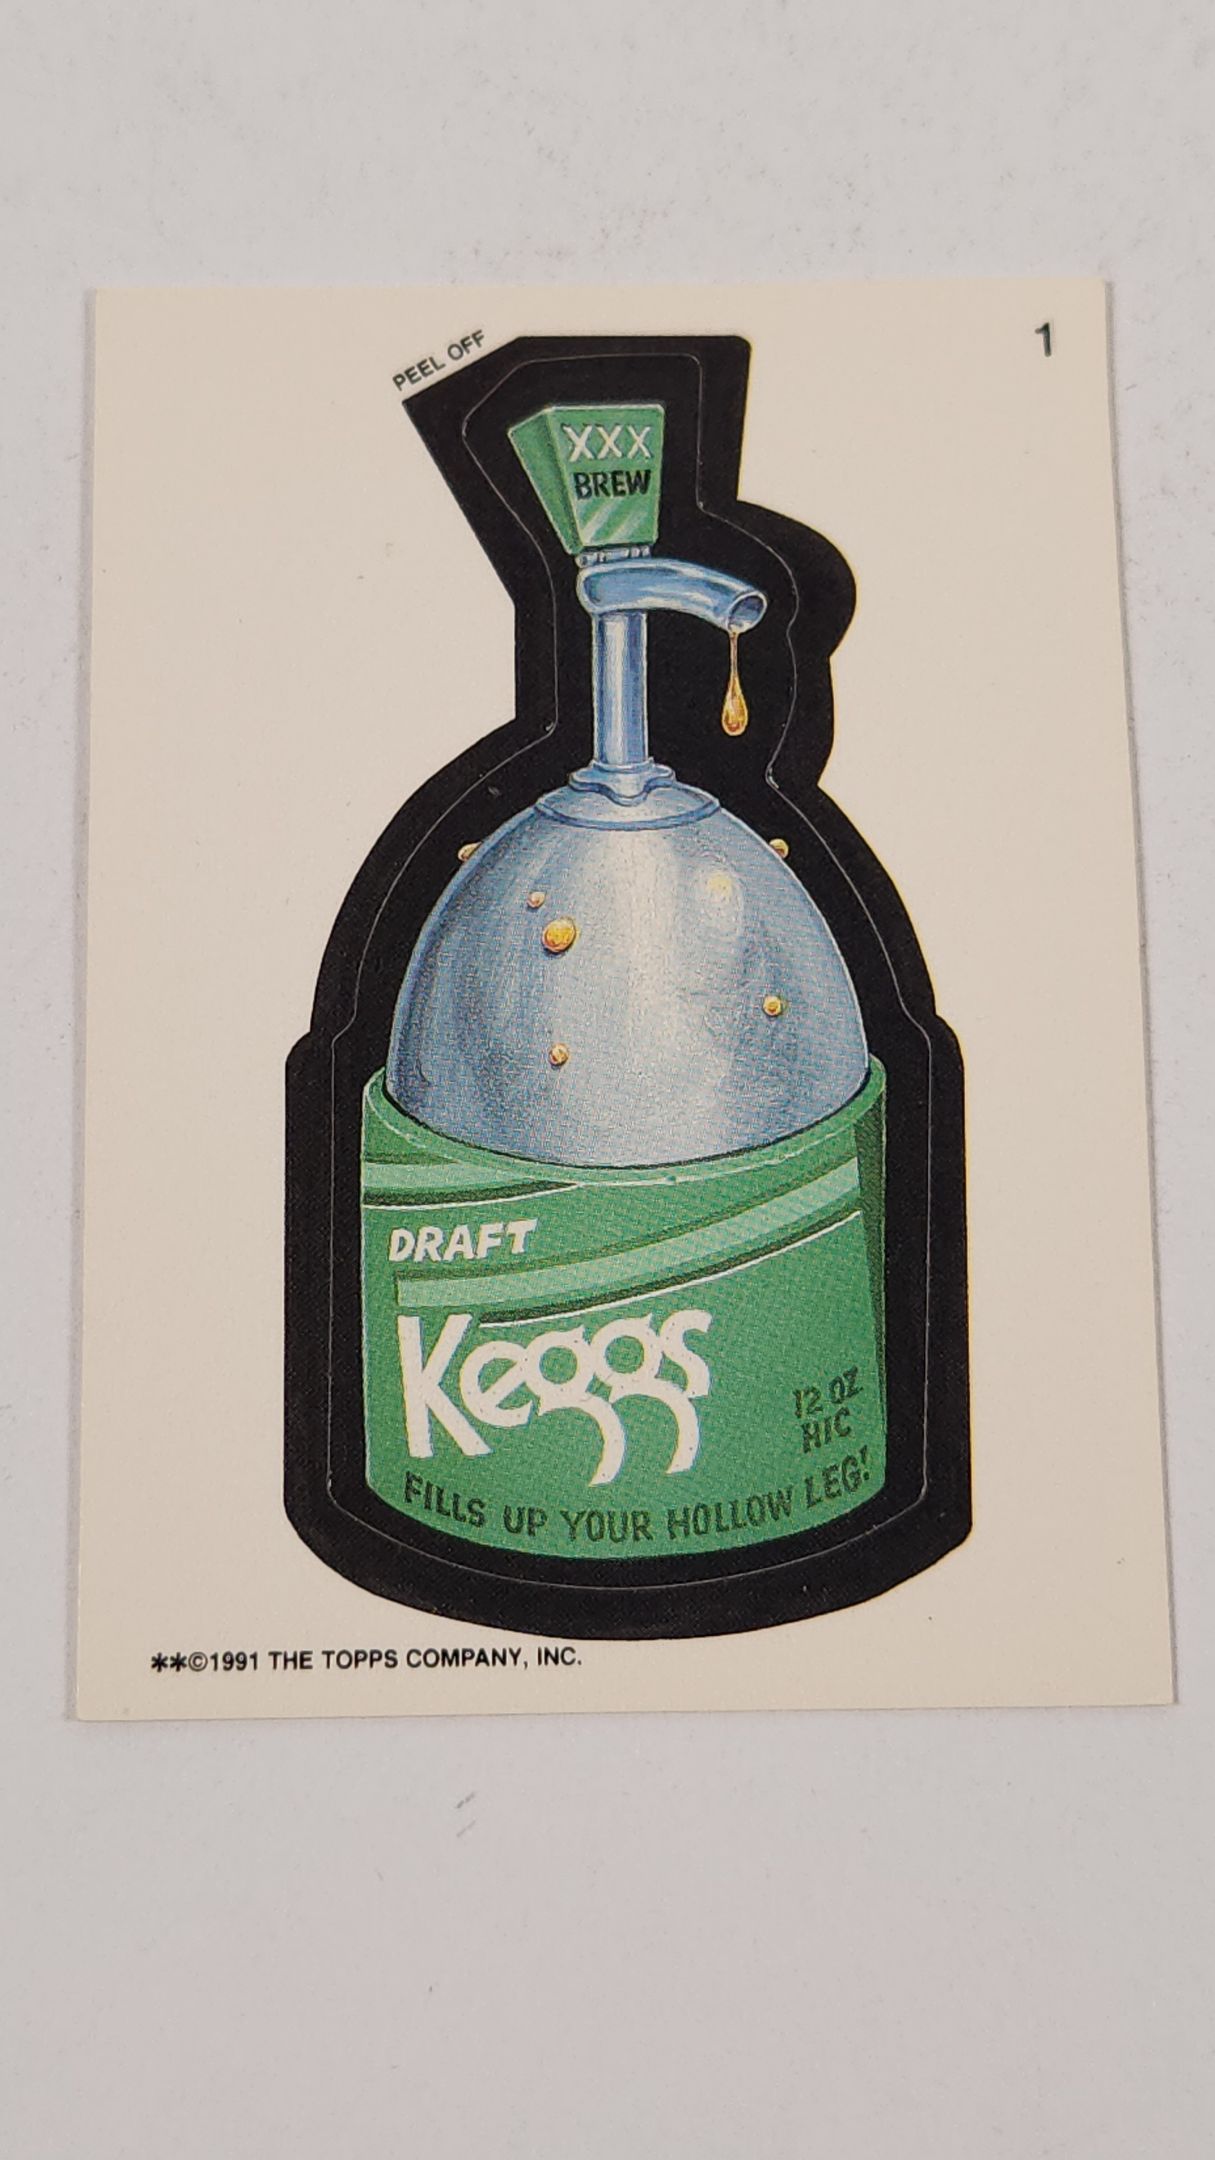 1
PEEL OFF
XXX
BREW
DRAFT
Keggs
12 OZ
HIC
FILLS UP YOUR HOLLOW LEG!
**©1991 THE TOPPS COMPANY, INC.